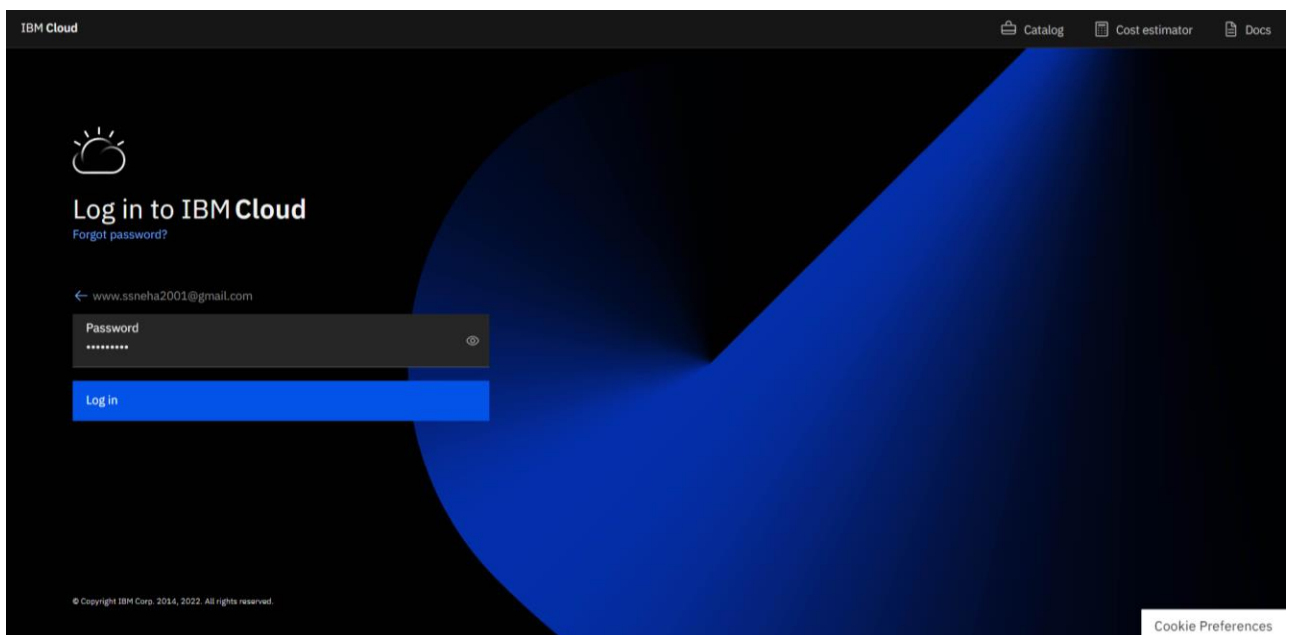 IBM Cloud
Catalog
Cost estimator
Docs
Log in to IBM Cloud
Forgot password?
← www.ssneha2001@gmail.com
Password
•••••••••
Log in
© Copyright IBM Corp. 2014, 2022. All rights reserved.
Cookie Preferences